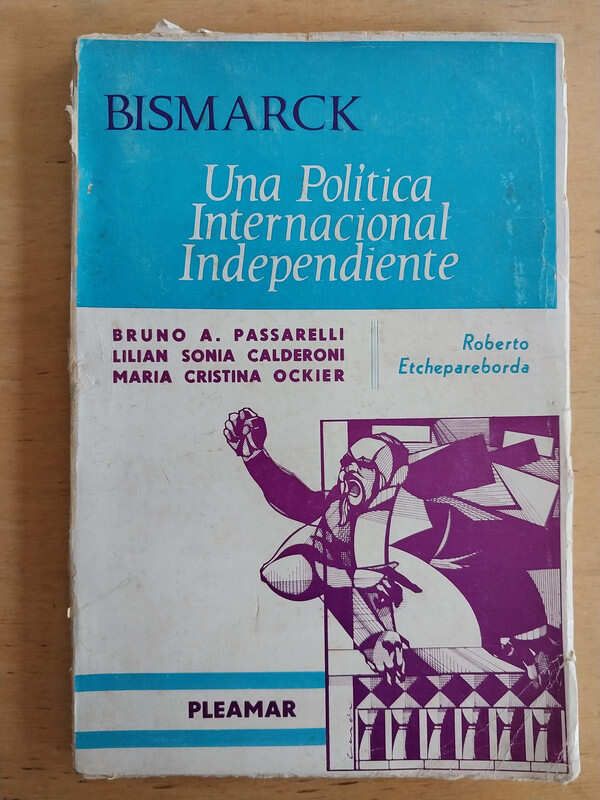 BISMARCK
Una Política
Internacional
Independiente
BRUNO A. PASSARELLI
LILIAN SONIA CALDERONI
MARIA CRISTINA OCKIER
Roberto
Etchepareborda
PLEAMAR